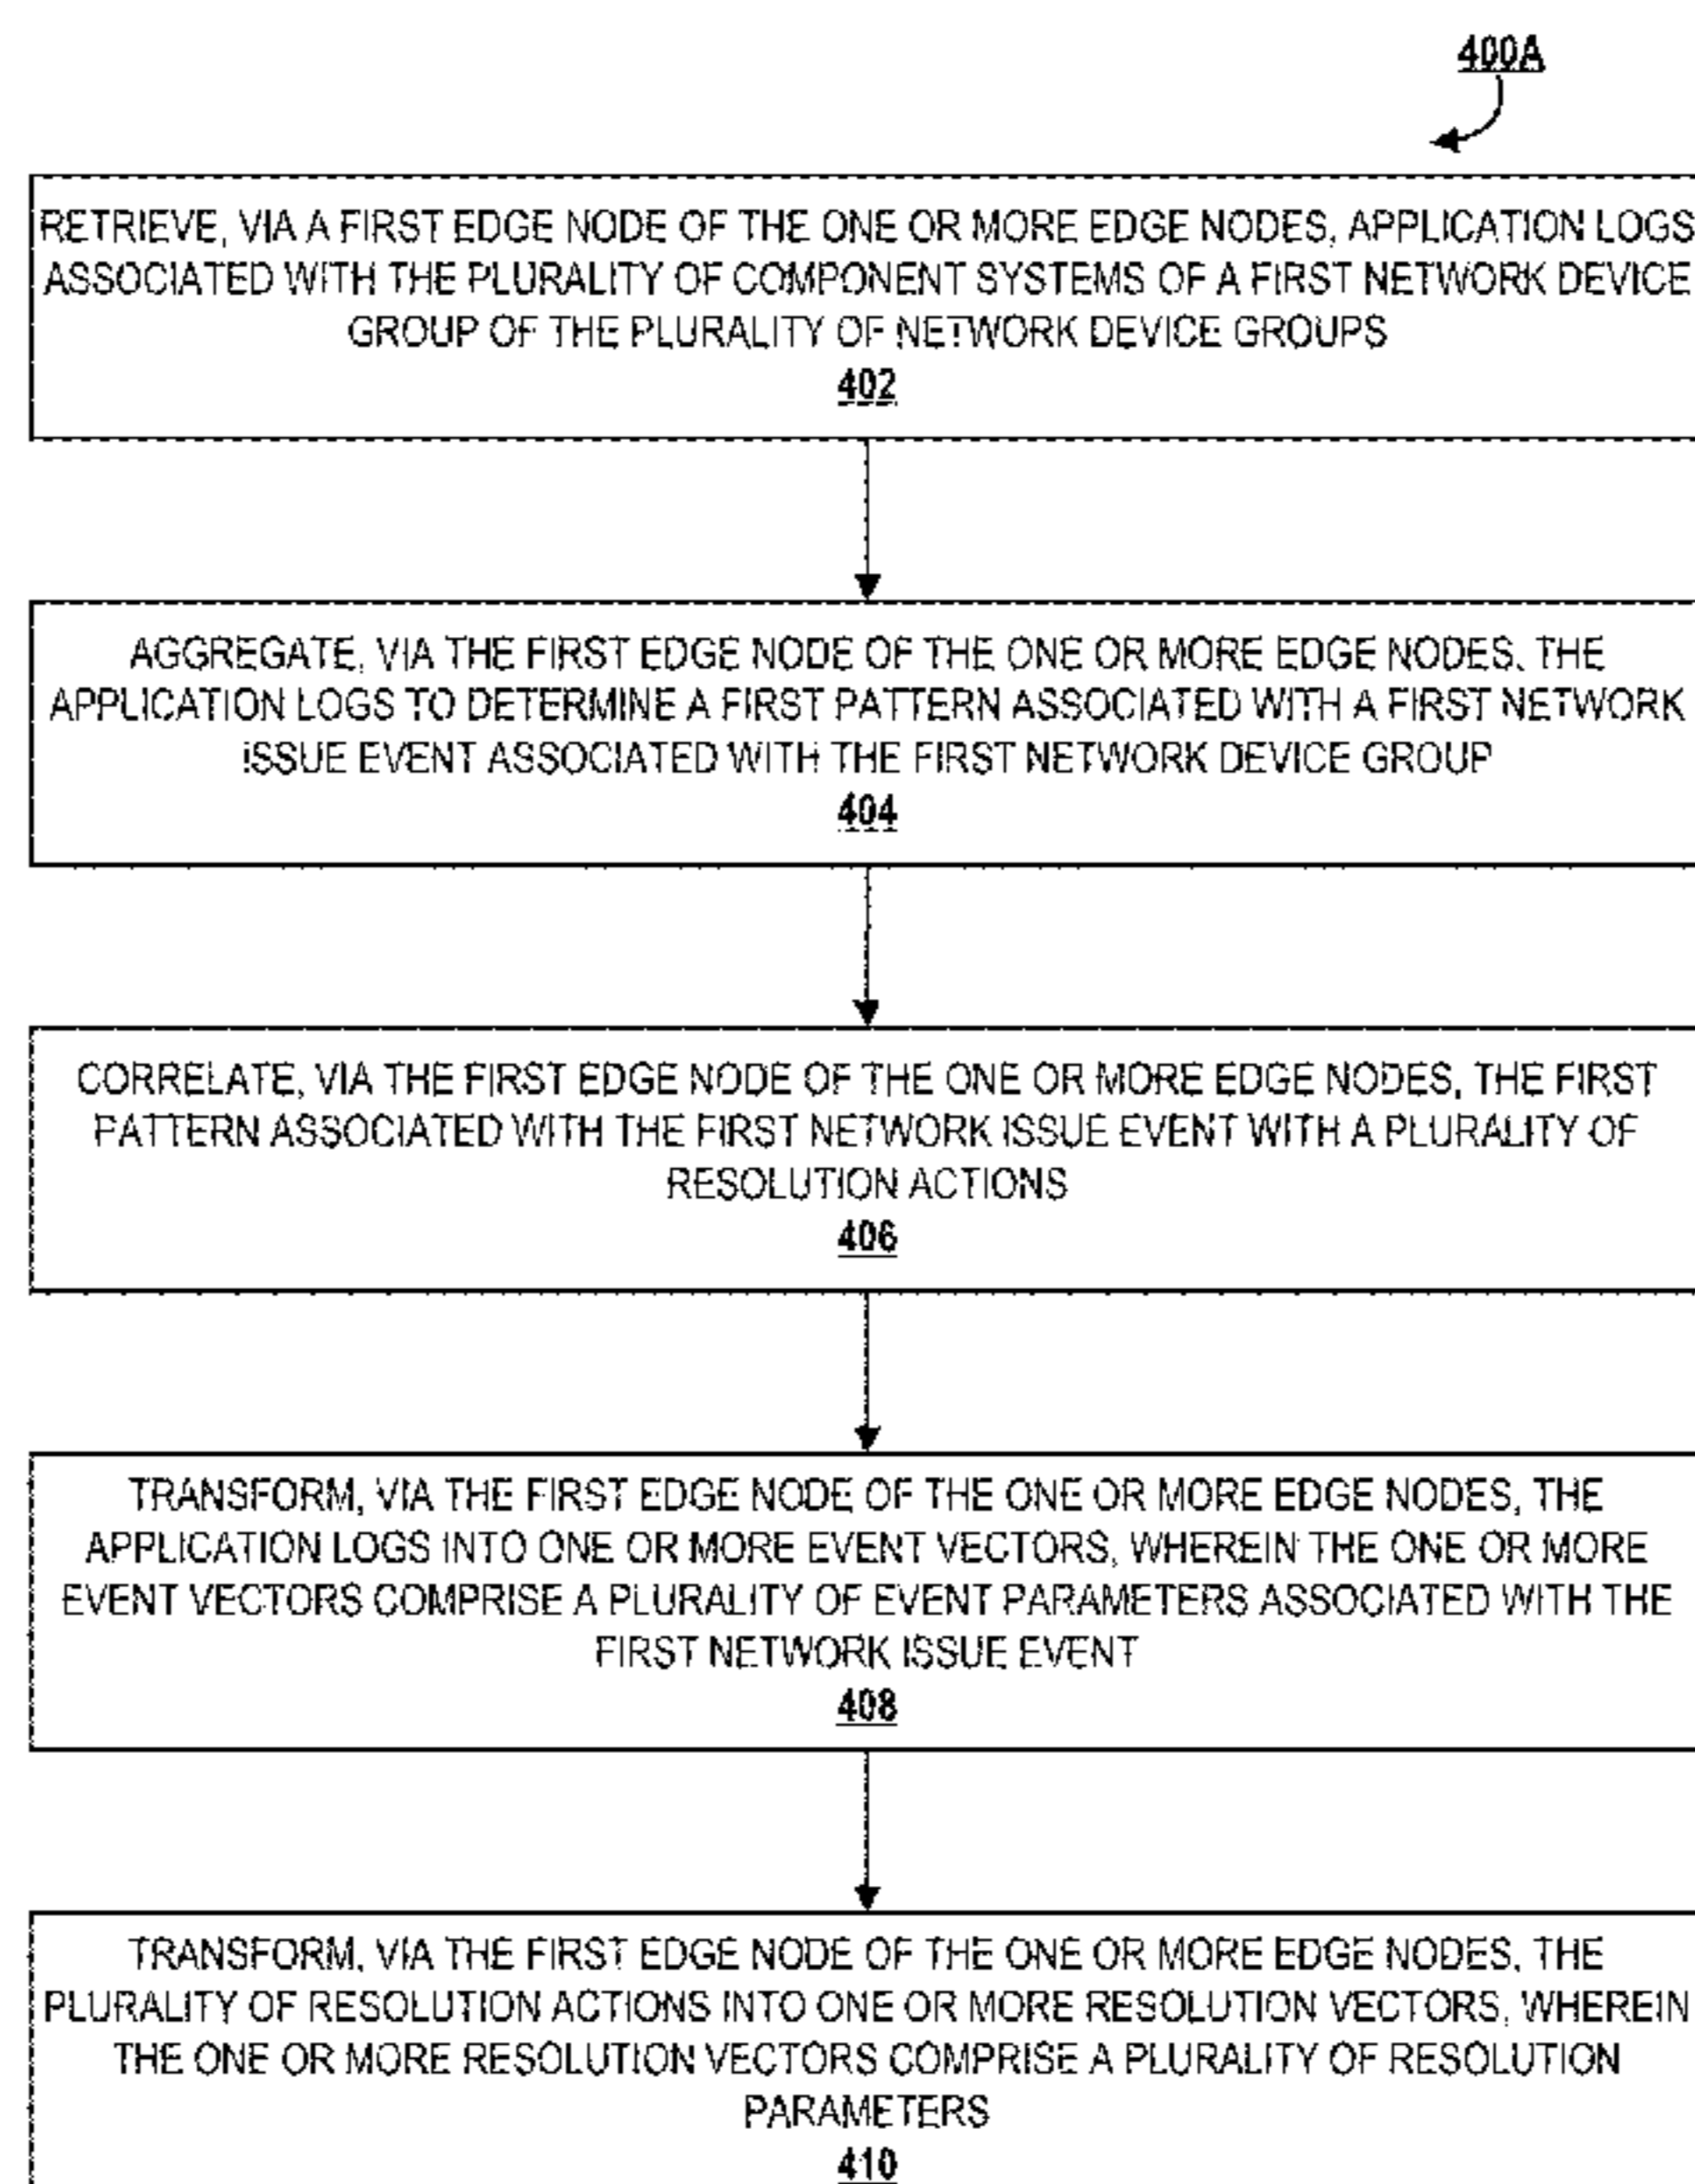 400A
RETRIEVE, VIA A FIRST EDGE NODE OF THE ONE OR MORE EDGE NODES, APPLICATION LOGS
ASSOCIATED WITH THE PLURALITY OF COMPONENT SYSTEMS OF A FIRST NETWORK DEVICE
GROUP OF THE PLURALITY OF NETWORK DEVICE GROUPS
402
AGGREGATE, VIA THE FIRST EDGE NODE OF THE ONE OR MORE EDGE NODES, THE
APPLICATION LOGS TO DETERMINE A FIRST PATTERN ASSOCIATED WITH A FIRST NETWORK
ISSUE EVENT ASSOCIATED WITH THE FIRST NETWORK DEVICE GROUP
404
CORRELATE, VIA THE FIRST EDGE NODE OF THE ONE OR MORE EDGE NODES, THE FIRST
PATTERN ASSOCIATED WITH THE FIRST NETWORK ISSUE EVENT WITH A PLURALITY OF
RESOLUTION ACTIONS
406
TRANSFORM, VIA THE FIRST EDGE NODE OF THE ONE OR MORE EDGE NODES, THE
APPLICATION LOGS INTO ONE OR MORE EVENT VECTORS, WHEREIN THE ONE OR MORE
EVENT VECTORS COMPRISE A PLURALITY OF EVENT PARAMETERS ASSOCIATED WITH THE
FIRST NETWORK ISSUE EVENT
408
TRANSFORM, VIA THE FIRST EDGE NODE OF THE ONE OR MORE EDGE NODES, THE
PLURALITY OF RESOLUTION ACTIONS INTO ONE OR MORE RESOLUTION VECTORS, WHEREIN
THE ONE OR MORE RESOLUTION VECTORS COMPRISE A PLURALITY OF RESOLUTION
PARAMETERS
410